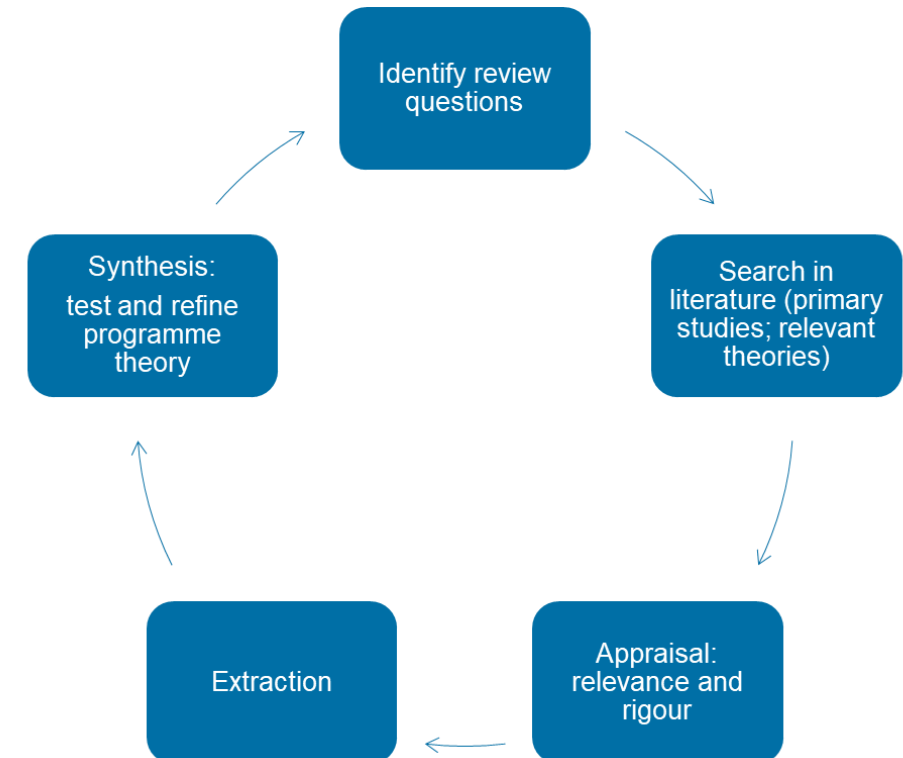 Identify review
questions
Search in
literature (primary
studies; relevant
theories)
Appraisal:
relevance and
rigour
Extraction
Synthesis:
test and refine
programme
theory